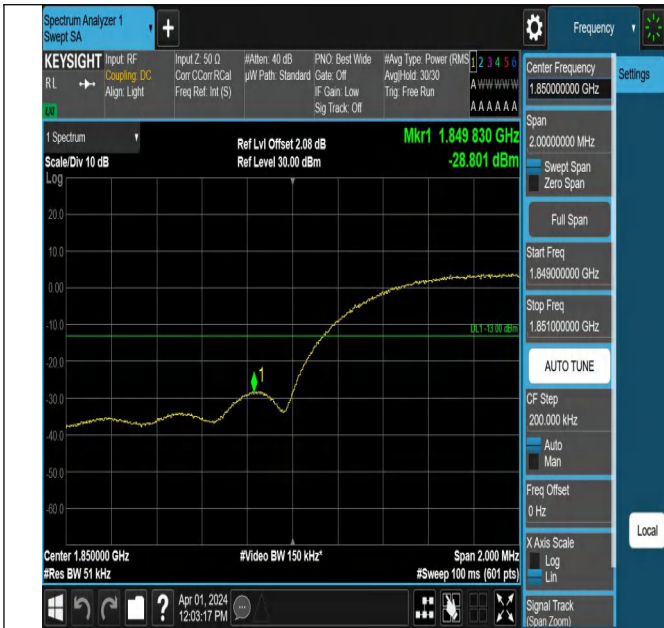 Spectrum Analyzer 1
Swept SA
+
Frequency
KEYSIGHT
RL
LXI
Input: RF
Coupling: DC
Align: Light
Input Z: 50 Ω
Corr CCorr RCal
Freq Ref: Int (S)
#Atten: 40 dB
µW Path: Standard
PNO: Best Wide
Gate: Off
IF Gain: Low
Sig Track: Off
#Avg Type: Power (RMS
Avg|Hold: 30/30
Trig: Free Run
1 2 3 4 5 6
A W W W W W
A A A A A A
1 Spectrum
Scale/Div 10 dB
Log
Ref Lvl Offset 2.08 dB
Ref Level 30.00 dBm
Mkr1 1.849 830 GHz
-28.801 dBm
20.0
10.0
0.00
-10.0
-20.0
-30.0
-40.0
-50.0
-60.0
DL1 -13.00 dBm
1
Center 1.850000 GHz
#Res BW 51 kHz
#Video BW 150 kHz*
Span 2.000 MHz
#Sweep 100 ms (601 pts)
Apr 01, 2024
12:03:17 PM
Center Frequency
1.850000000 GHz
Settings
Span
2.00000000 MHz
Swept Span
Zero Span
Full Span
Start Freq
1.849000000 GHz
Stop Freq
1.851000000 GHz
AUTO TUNE
CF Step
200.000 kHz
Auto
Man
Freq Offset
0 Hz
X Axis Scale
Log
Lin
Local
Signal Track
(Span Zoom)